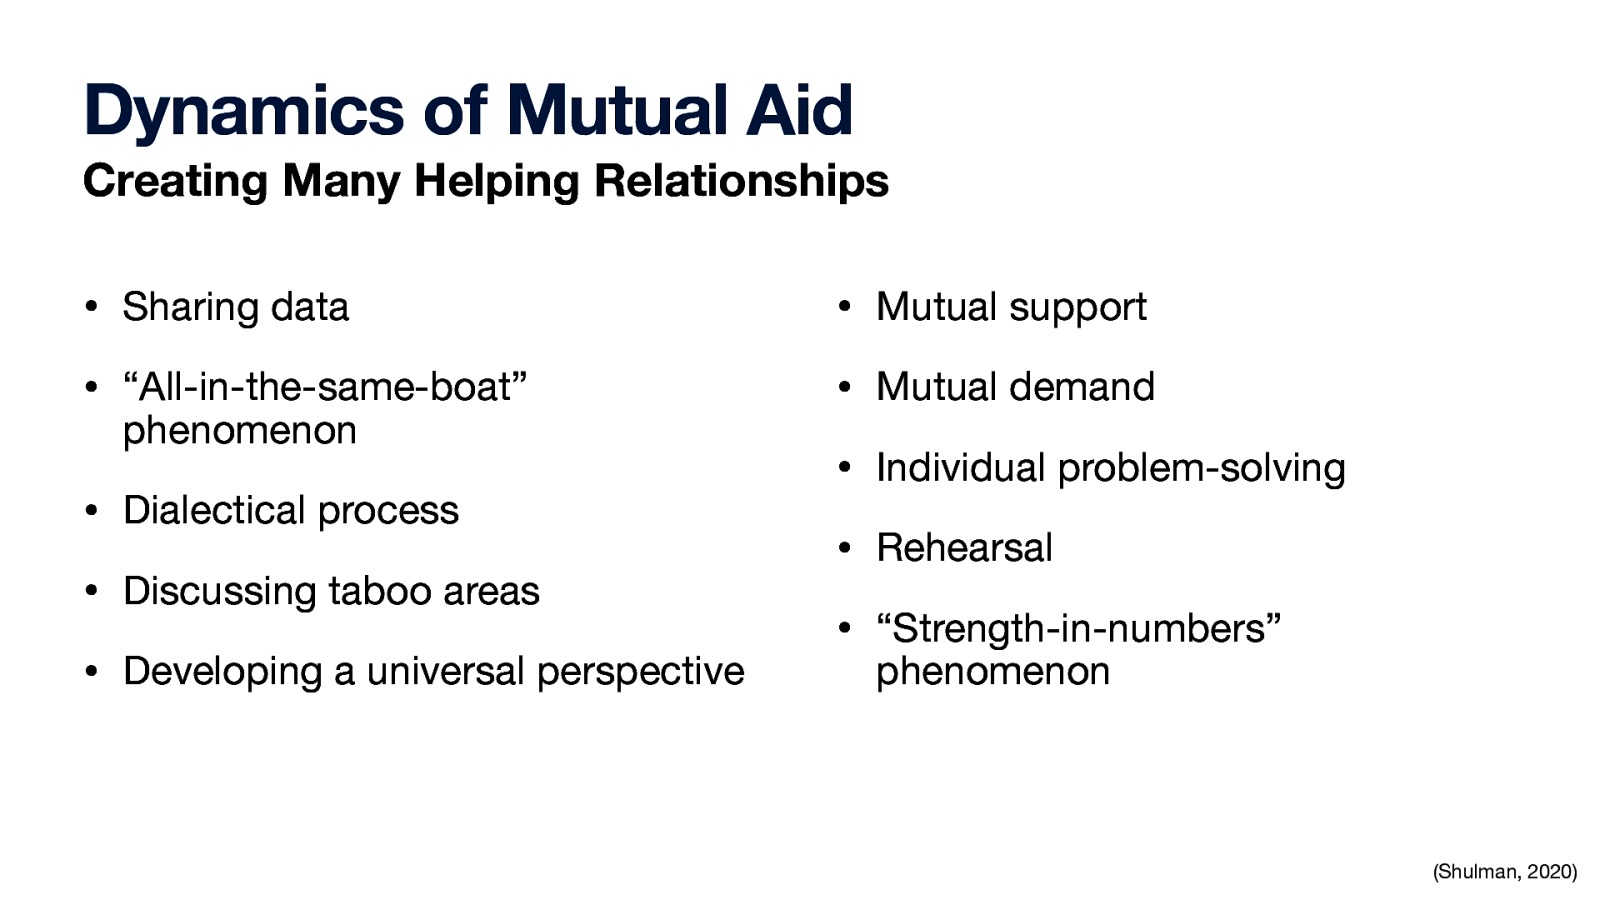 Dynamics of Mutual Aid
Creating Many Helping Relationships
• Sharing data
• “All-in-the-same-boat”
phenomenon
• Dialectical process
• Discussing taboo areas
• Developing a universal perspective
• Mutual support
• Mutual demand
• Individual problem-solving
• Rehearsal
• “Strength-in-numbers”
phenomenon
(Shulman, 2020)